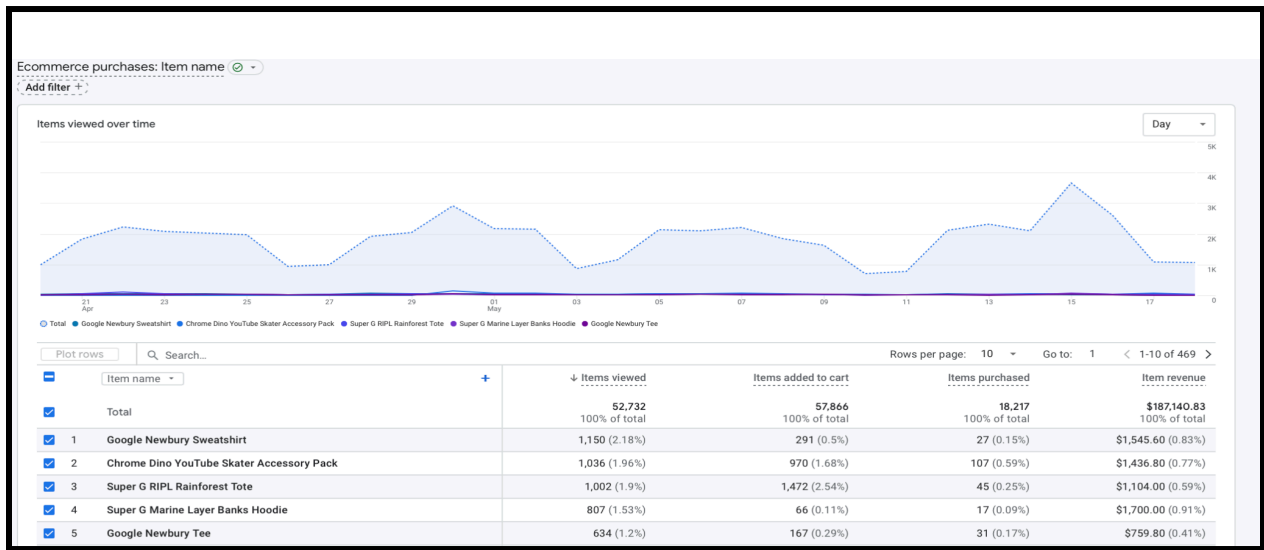 Ecommerce purchases: Item name
Add filter +
Items viewed over time
Day
5K
4K
3K
2K
1K
0
21 23 25 27 29 01 03 05 07 09 11 13 15 17
Apr May
Total Google Newbury Sweatshirt Chrome Dino YouTube Skater Accessory Pack Super G RIPL Rainforest Tote Super G Marine Layer Banks Hoodie Google Newbury Tee
Plot rows Search... Rows per page: 10 Go to: 1 < 1-10 of 469 >
Item name + ↓ Items viewed Items added to cart Items purchased Item revenue
Total 52,732 57,866 18,217 $187,140.83
100% of total 100% of total 100% of total 100% of total
1 Google Newbury Sweatshirt 1,150 (2.18%) 291 (0.5%) 27 (0.15%) $1,545.60 (0.83%)
2 Chrome Dino YouTube Skater Accessory Pack 1,036 (1.96%) 970 (1.68%) 107 (0.59%) $1,436.80 (0.77%)
3 Super G RIPL Rainforest Tote 1,002 (1.9%) 1,472 (2.54%) 45 (0.25%) $1,104.00 (0.59%)
4 Super G Marine Layer Banks Hoodie 807 (1.53%) 66 (0.11%) 17 (0.09%) $1,700.00 (0.91%)
5 Google Newbury Tee 634 (1.2%) 167 (0.29%) 31 (0.17%) $759.80 (0.41%)